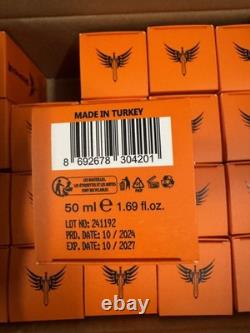 MADE IN TURKEY
8 692678 304201
50 ml e 1.69 fl.oz.
LOT NO: 241192
PRD. DATE: 10 / 2024
EXP. DATE: 10 / 2027